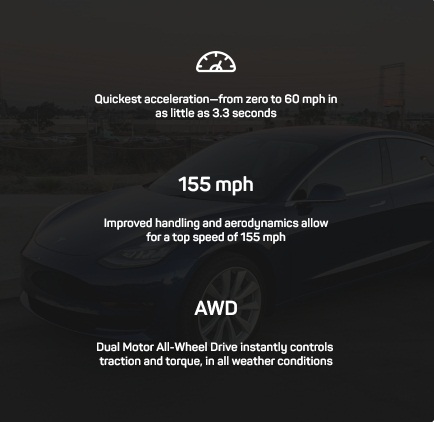 Quickest acceleration—from zero to 60 mph in
as little as 3.3 seconds
155 mph
Improved handling and aerodynamics allow
for a top speed of 155 mph
AWD
Dual Motor All-Wheel Drive instantly controls
traction and torque, in all weather conditions